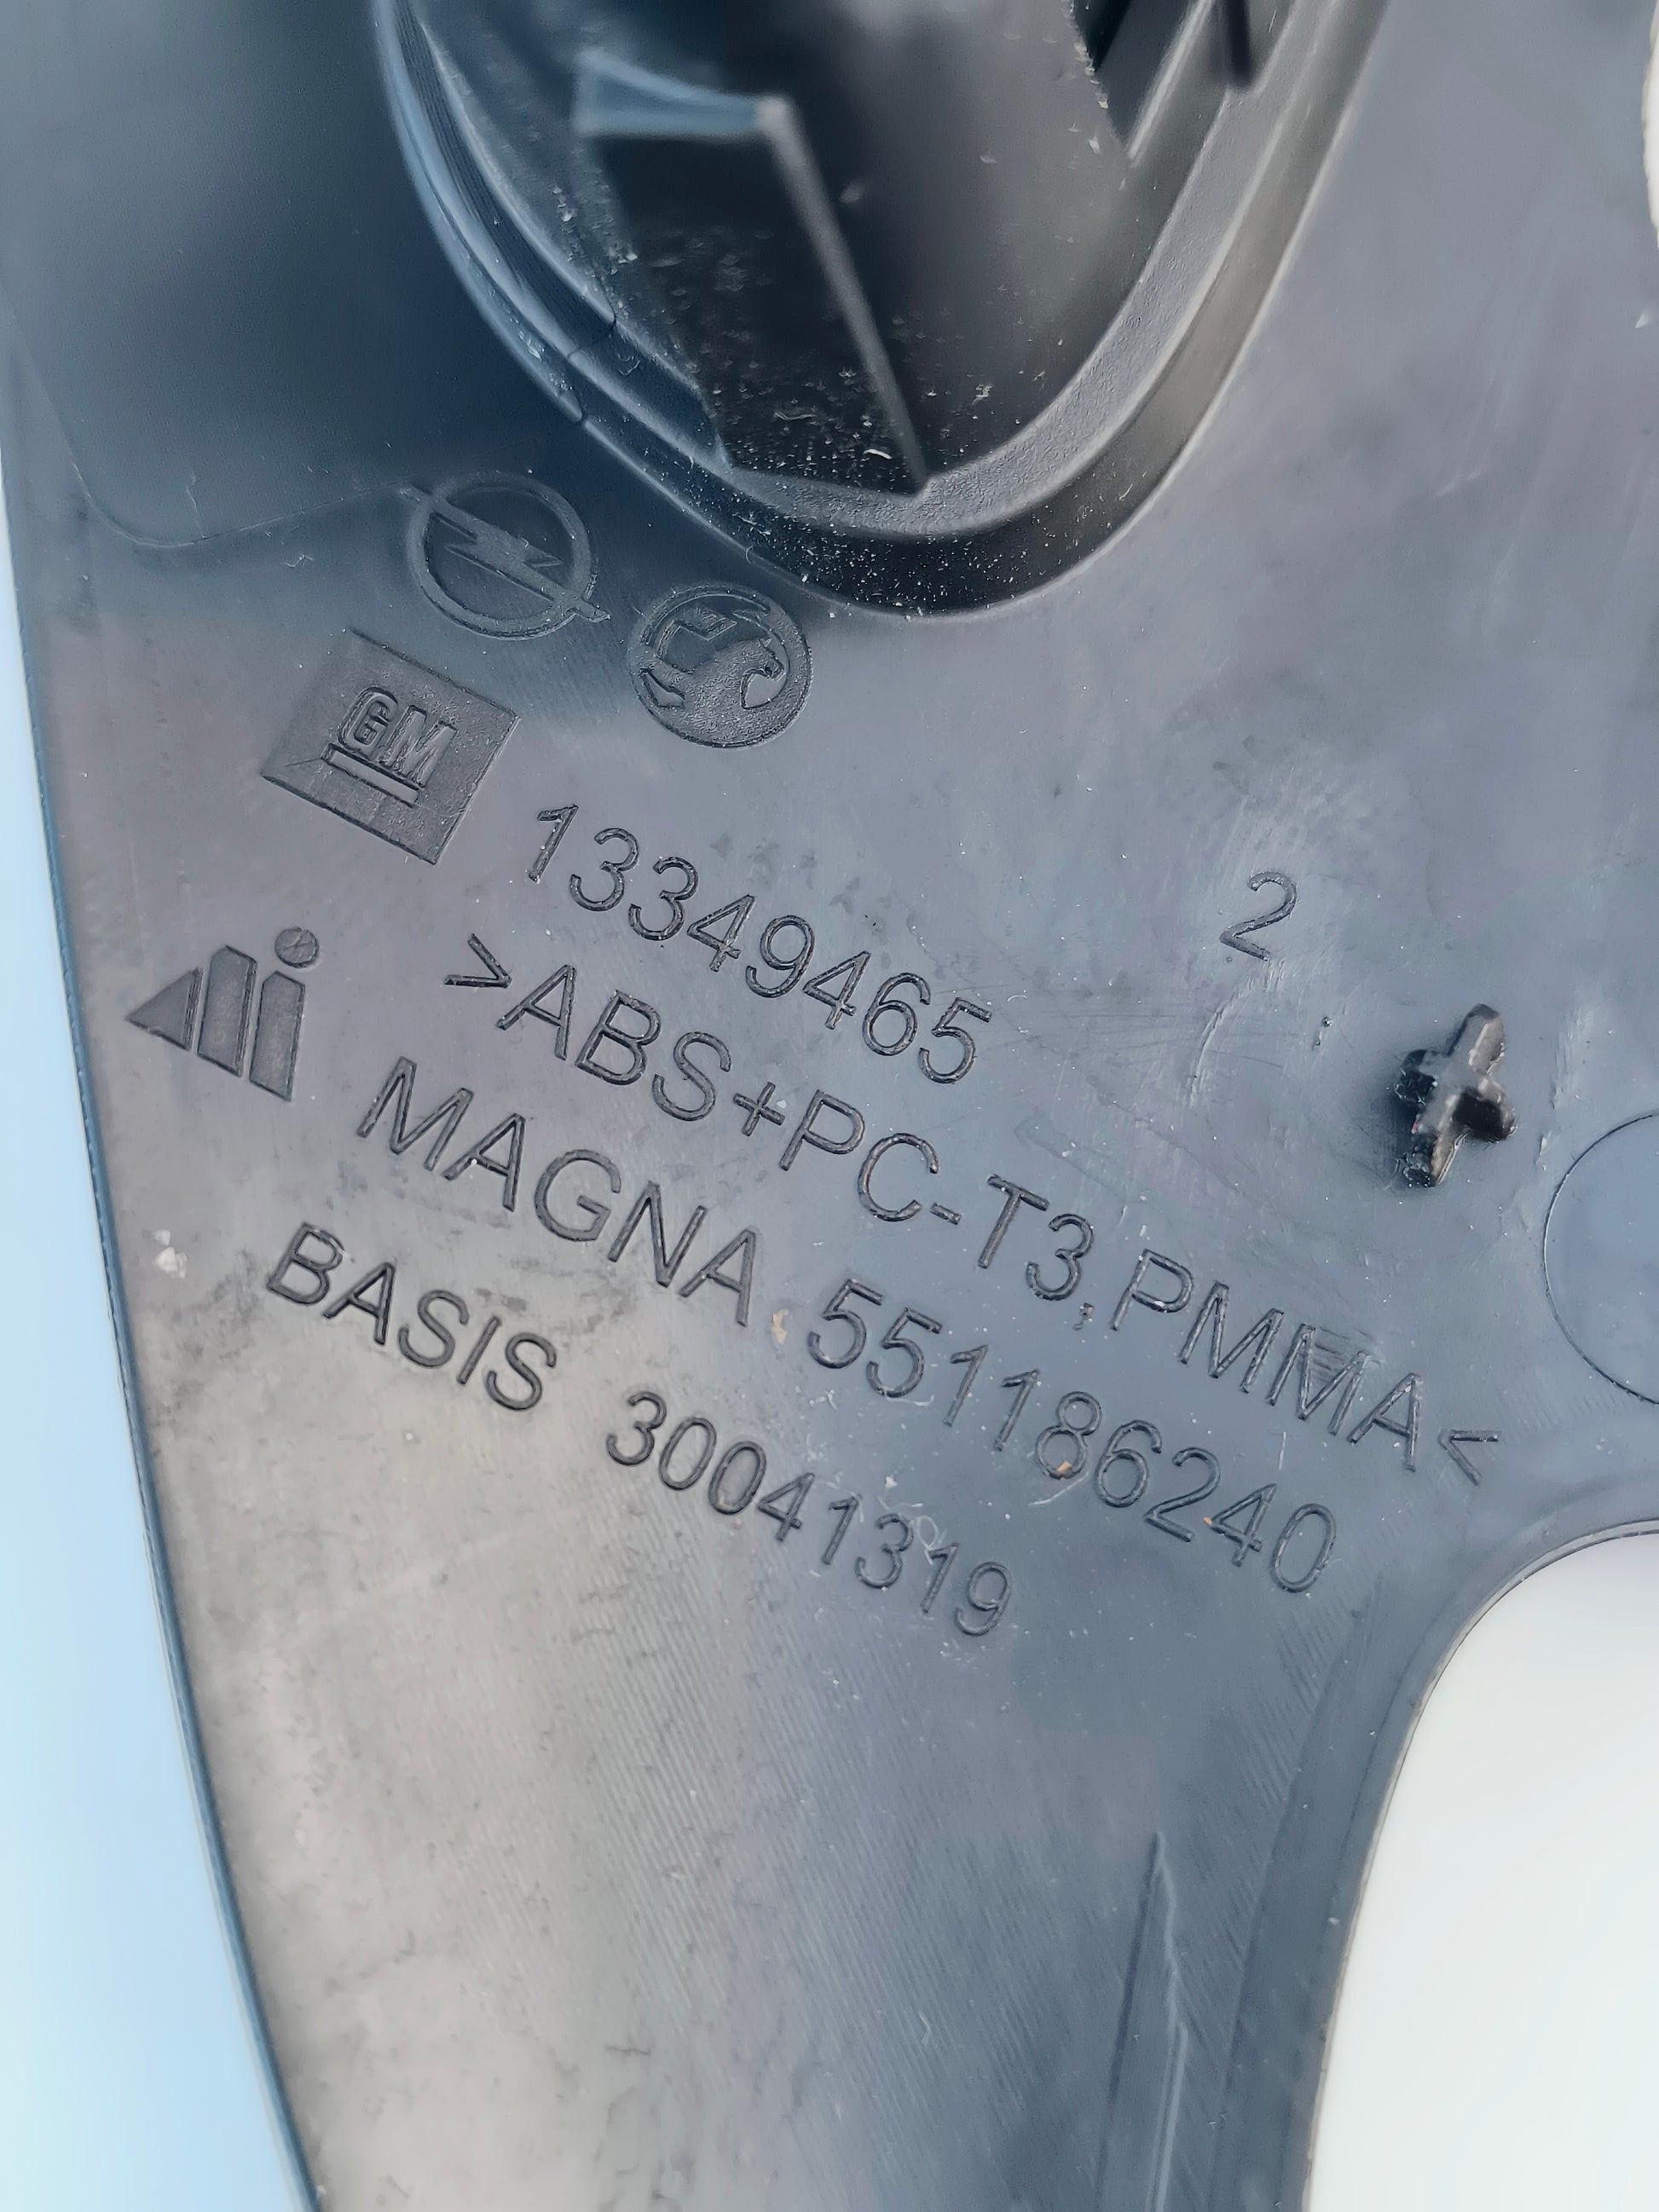 GM
13349465
2
>ABS+PC-T3,PMMA<
MAGNA 551186240
BASIS 30041319